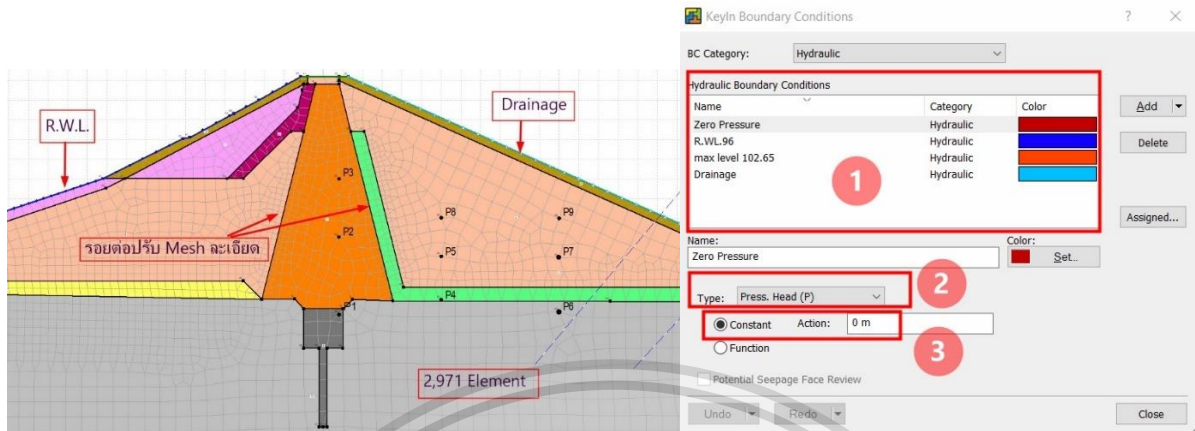 R.W.L.
Drainage
P3
P8
P9
P2
รอยต่อปรับ Mesh ละเอียด
P5
P7
P4
P1
P6
2,971 Element
KeyIn Boundary Conditions
?
BC Category: Hydraulic
Hydraulic Boundary Conditions
Name Category Color
Add
Zero Pressure Hydraulic
R.WL.96 Hydraulic
Delete
max level 102.65 Hydraulic
Drainage Hydraulic
1
Assigned...
Name: Color:
Zero Pressure Set...
2
Type: Press. Head (P)
Constant Action: 0 m
3
Function
Potential Seepage Face Review
Undo Redo Close